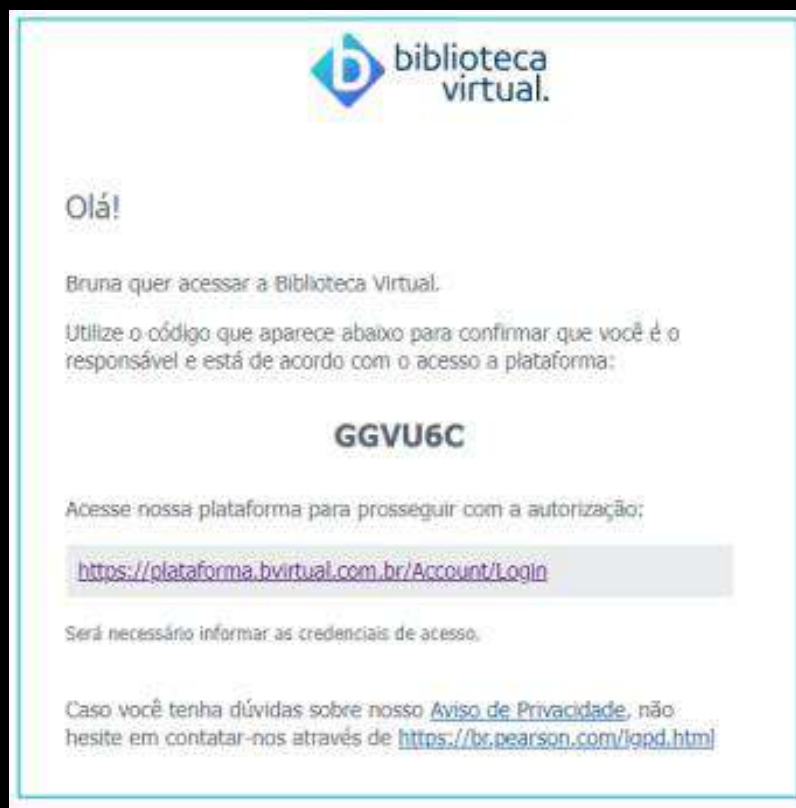 biblioteca
virtual.
Olá!
Bruna quer acessar a Biblioteca Virtual.
Utilize o código que aparece abaixo para confirmar que você é o
responsável e está de acordo com o acesso a plataforma:
GGVU6C
Acesse nossa plataforma para prosseguir com a autorização:
https://plataforma.bvirtual.com.br/Account/Login
Será necessário informar as credenciais de acesso.
Caso você tenha dúvidas sobre nosso Aviso de Privacidade, não
hesite em contatar-nos através de https://br.pearson.com/lgpd.html